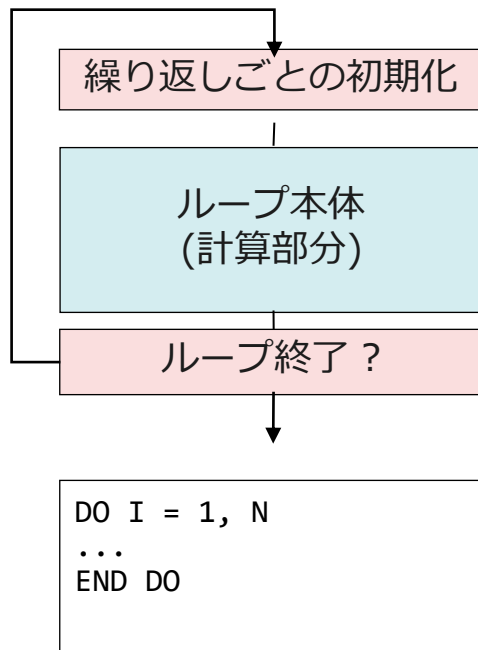 繰り返しごとの初期化
ループ本体
(計算部分)
ループ終了？
DO I = 1, N
...
END DO